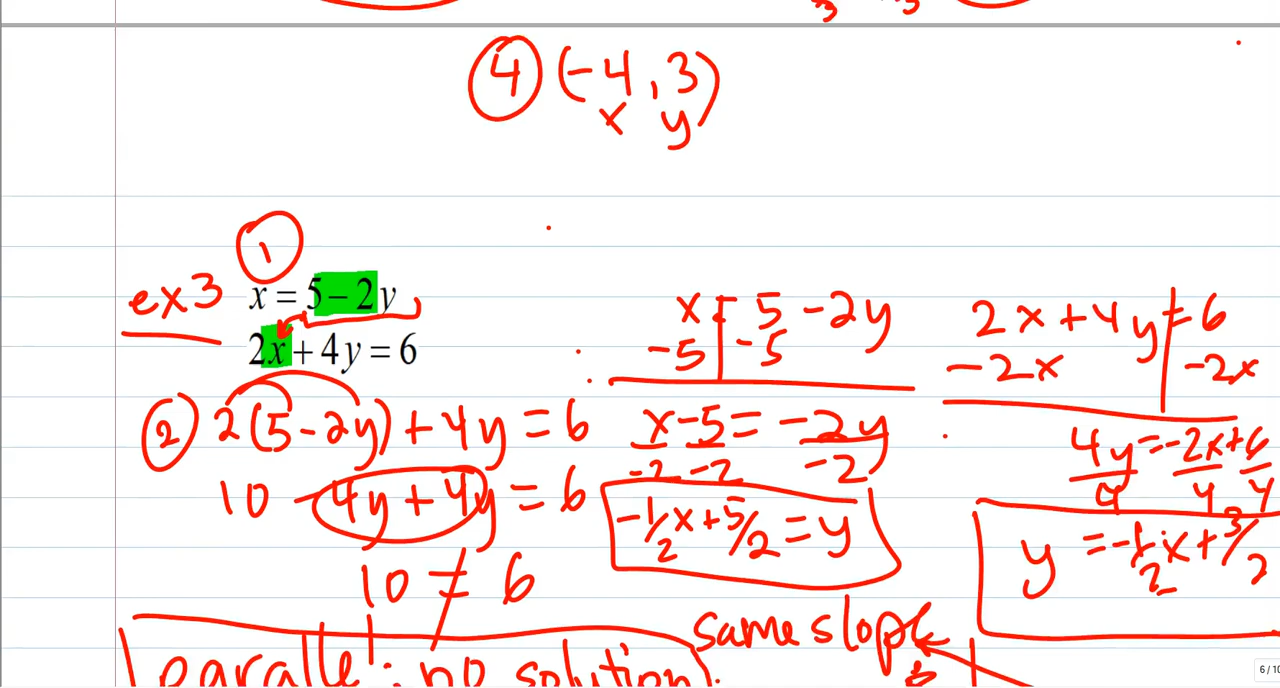 ④ (-4, 3)
x y
①
ex3 x = 5 – 2y
2x + 4y = 6
② 2(5-2y) + 4y = 6
10 - 4y + 4y = 6
10 ≠ 6
parallel: no solution
x = 5 - 2y
-5 -5
x - 5 = -2y
-2 -2 -2
-1/2x + 5/2 = y
same slope
2x + 4y = 6
-2x -2x
4y = -2x + 6
4 4 4
y = -1/2x + 3/2
6 / 10